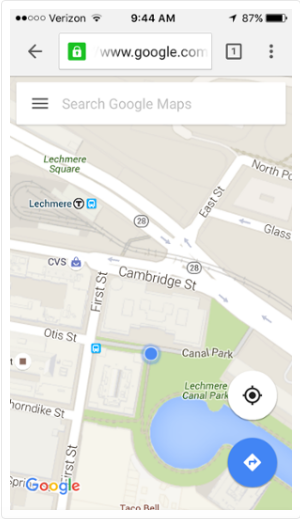 Verizon 9:44 AM 87%
www.google.com 1
Search Google Maps
Lechmere
Square
North
East St
Lechmere T
28
Glass
CVS
28
Cambridge St
First St
Otis St
Canal Park
Lechmere
Canal Park
horndike St
First St
Google
Taco Bell